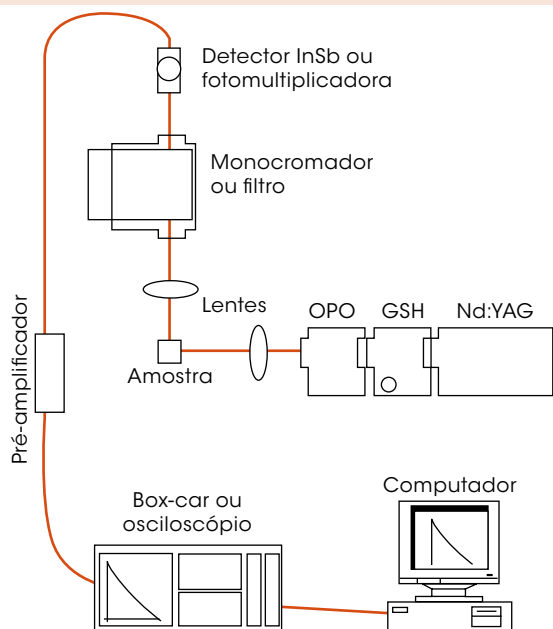 Detector InSb ou
fotomultiplicadora
Monocromador
ou filtro
Lentes
OPO GSH Nd:YAG
Amostra
Pré-amplificador
Box-car ou
osciloscópio
Computador